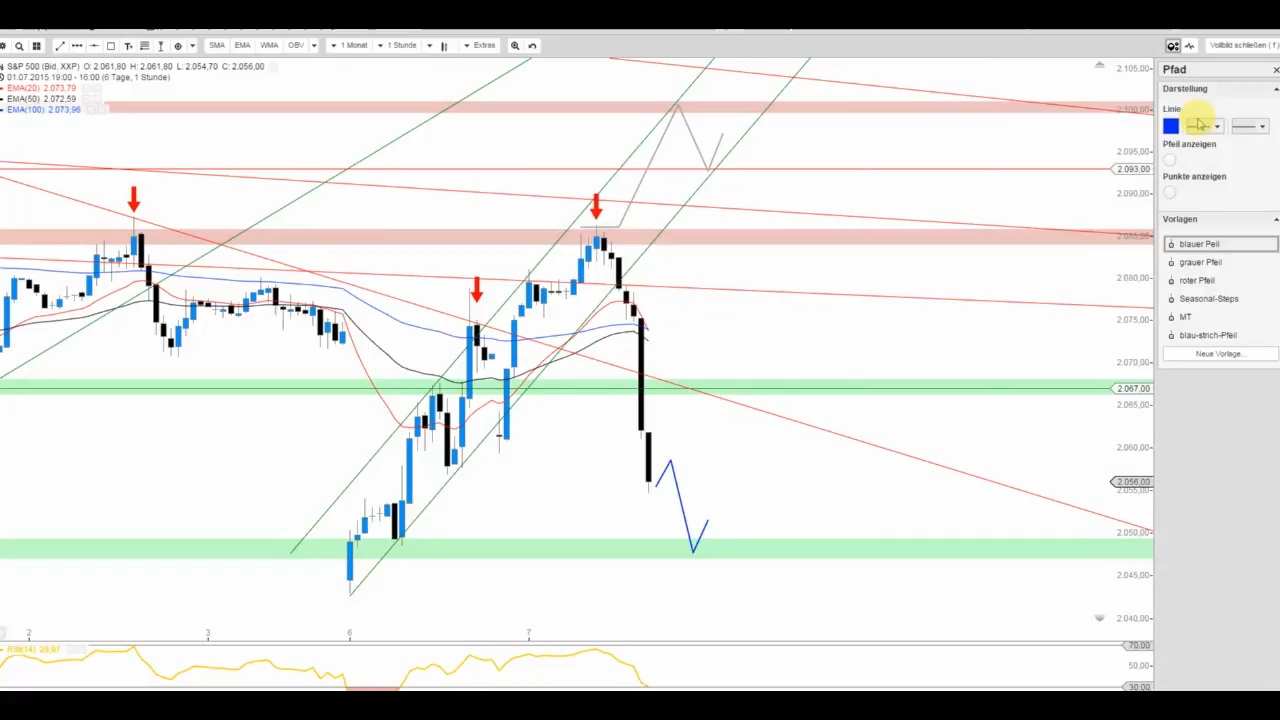 SMA EMA WMA OBV 1 Monat 1 Stunde Extras Vollbild schließen ( f )
S&P 500 (Bid, XXP) O: 2.061,80 H: 2.061,80 L: 2.054,70 C: 2.056,00
01.07.2015 19:00 - 16:00 (6 Tage, 1 Stunde)
EMA(20) 2.073,79
EMA(50) 2.072,59
EMA(100) 2.073,96
2.105,00
2.100,00
2.095,00
2.093,00
2.090,00
2.085,00
2.080,00
2.075,00
2.070,00
2.067,00
2.065,00
2.060,00
2.056,00
2.055,00
2.050,00
2.045,00
2.040,00
2 3 6 7
RSI(14) 29,97
70,00
50,00
30,00
Pfad
Darstellung
Linie
Pfeil anzeigen
Punkte anzeigen
Vorlagen
blauer Peil
grauer Pfeil
roter Pfeil
Seasonal-Steps
MT
blau-strich-Pfeil
Neue Vorlage...